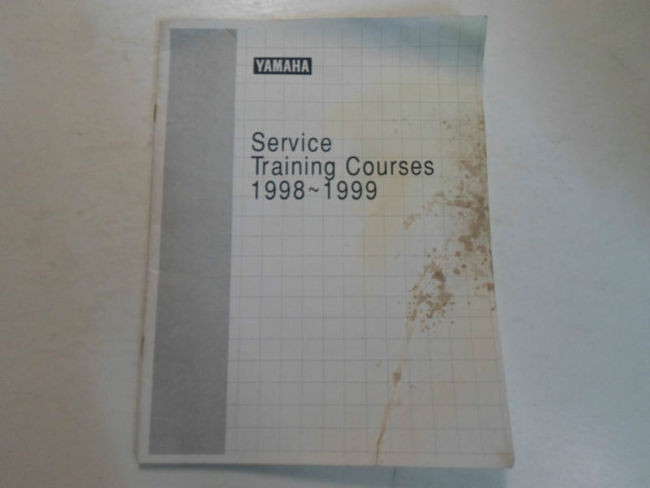 YAMAHA
Service
Training Courses
1998~1999